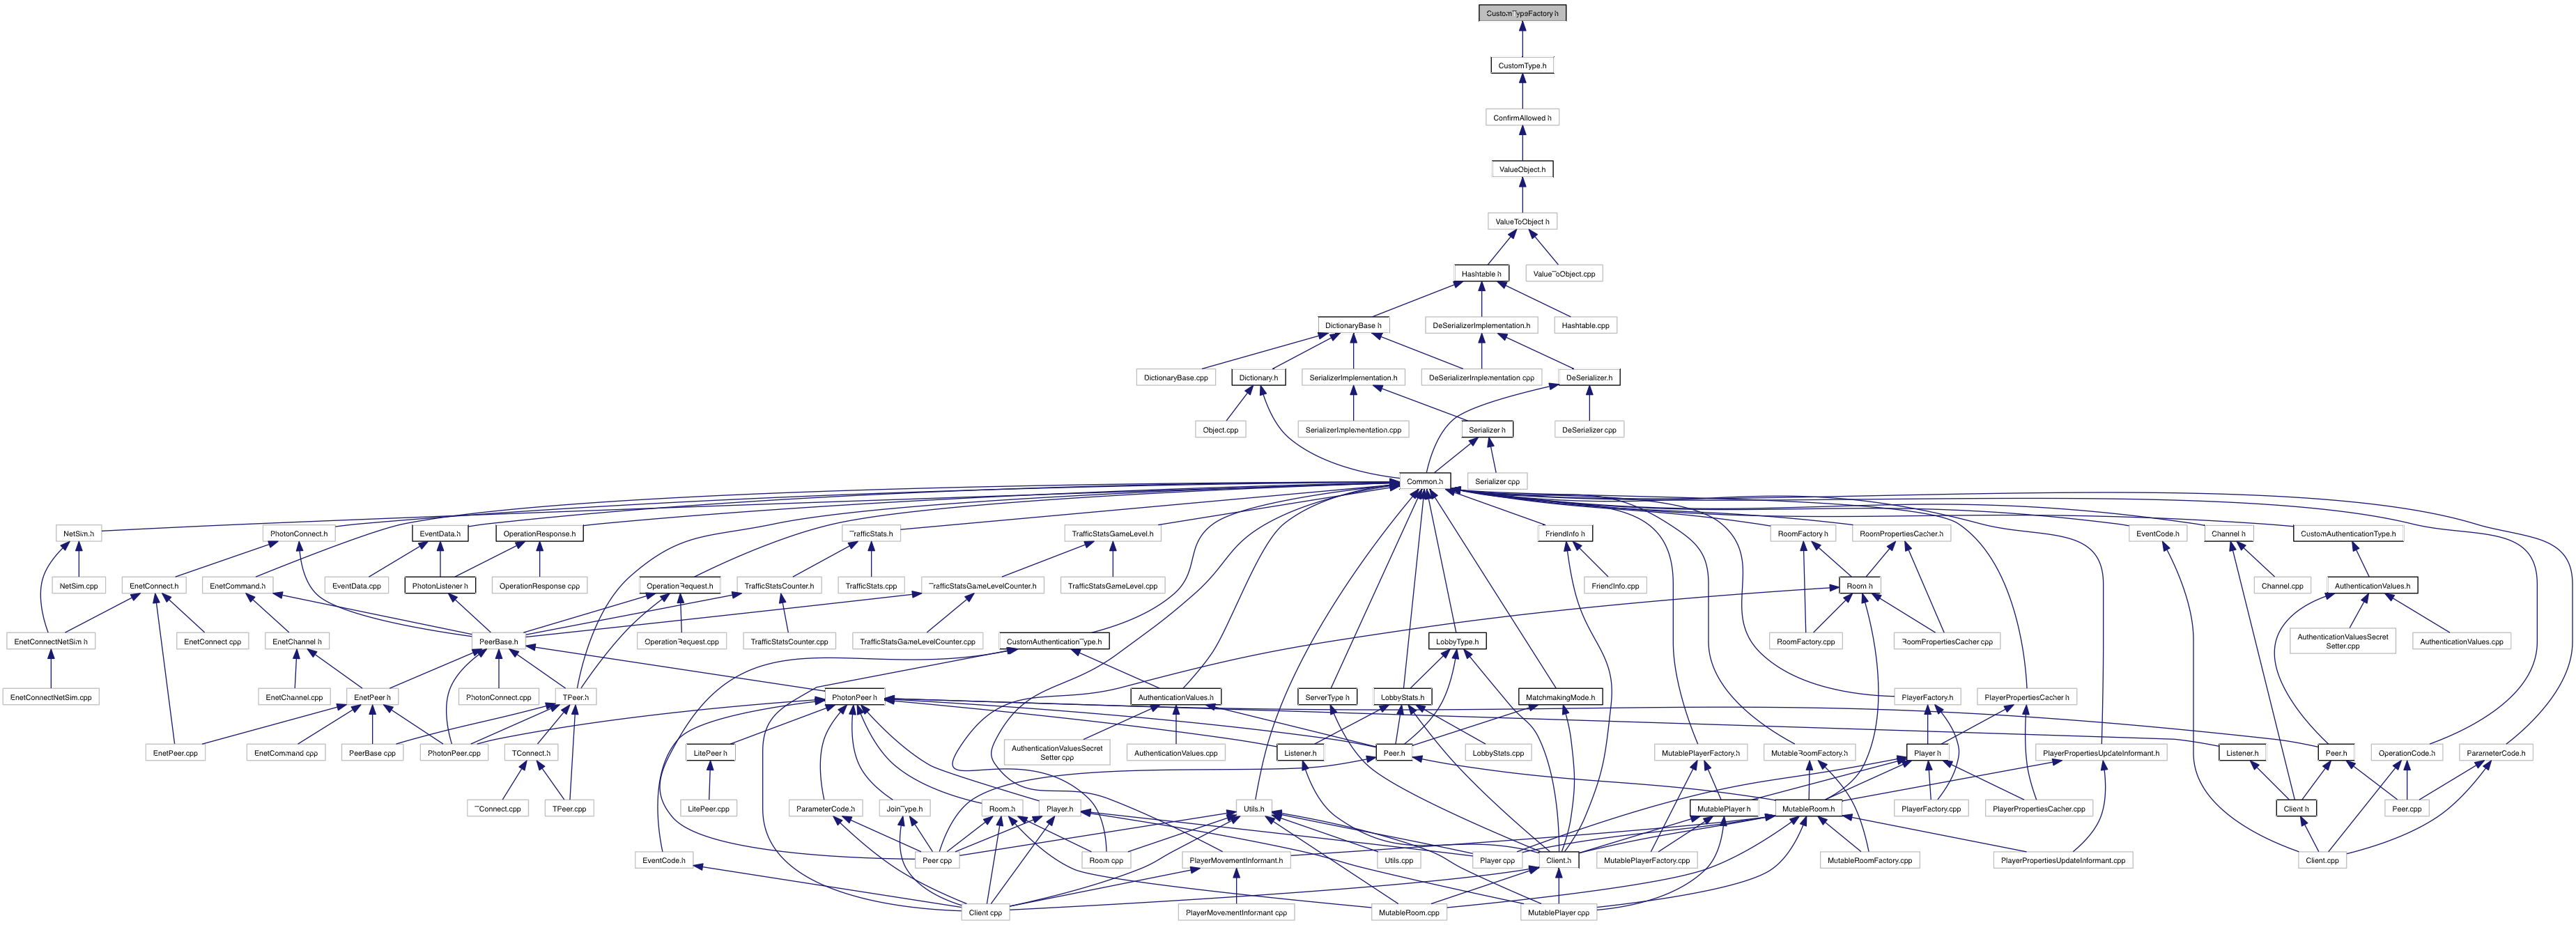 CustomTypeFactory.h
CustomType.h
ConfirmAllowed.h
ValueObject.h
ValueToObject.h
Hashtable.h
ValueToObject.cpp
DictionaryBase.h
DeSerializerImplementation.h
Hashtable.cpp
DictionaryBase.cpp
Dictionary.h
SerializerImplementation.h
DeSerializerImplementation.cpp
DeSerializer.h
Object.cpp
SerializerImplementation.cpp
Serializer.h
DeSerializer.cpp
Common.h
Serializer.cpp
NetSim.h
PhotonConnect.h
EventData.h
OperationResponse.h
TrafficStats.h
TrafficStatsGameLevel.h
FriendInfo.h
RoomFactory.h
RoomPropertiesCacher.h
EventCode.h
Channel.h
CustomAuthenticationType.h
NetSim.cpp
EnetConnect.h
EnetCommand.h
EventData.cpp
PhotonListener.h
OperationResponse.cpp
OperationRequest.h
TrafficStatsCounter.h
TrafficStats.cpp
TrafficStatsGameLevelCounter.h
TrafficStatsGameLevel.cpp
FriendInfo.cpp
Room.h
Channel.cpp
AuthenticationValues.h
EnetConnectNetSim.h
EnetConnect.cpp
EnetChannel.h
PeerBase.h
OperationRequest.cpp
TrafficStatsCounter.cpp
TrafficStatsGameLevelCounter.cpp
CustomAuthenticationType.h
LobbyType.h
RoomFactory.cpp
RoomPropertiesCacher.cpp
AuthenticationValuesSecret
Setter.cpp
AuthenticationValues.cpp
EnetConnectNetSim.cpp
EnetChannel.cpp
EnetPeer.h
PhotonConnect.cpp
TPeer.h
PhotonPeer.h
AuthenticationValues.h
ServerType.h
LobbyStats.h
MatchmakingMode.h
PlayerFactory.h
PlayerPropertiesCacher.h
EnetPeer.cpp
EnetCommand.cpp
PeerBase.cpp
PhotonPeer.cpp
TConnect.h
LitePeer.h
AuthenticationValuesSecret
Setter.cpp
AuthenticationValues.cpp
Listener.h
Peer.h
LobbyStats.cpp
MutablePlayerFactory.h
MutableRoomFactory.h
Player.h
PlayerPropertiesUpdateInformant.h
Listener.h
Peer.h
OperationCode.h
ParameterCode.h
TConnect.cpp
TPeer.cpp
LitePeer.cpp
ParameterCode.h
JoinType.h
Room.h
Player.h
Utils.h
MutablePlayer.h
MutableRoom.h
PlayerFactory.cpp
PlayerPropertiesCacher.cpp
Client.h
Peer.cpp
EventCode.h
Peer.cpp
Room.cpp
PlayerMovementInformant.h
Utils.cpp
Player.cpp
Client.h
MutablePlayerFactory.cpp
MutableRoomFactory.cpp
PlayerPropertiesUpdateInformant.cpp
Client.cpp
Client.cpp
PlayerMovementInformant.cpp
MutableRoom.cpp
MutablePlayer.cpp